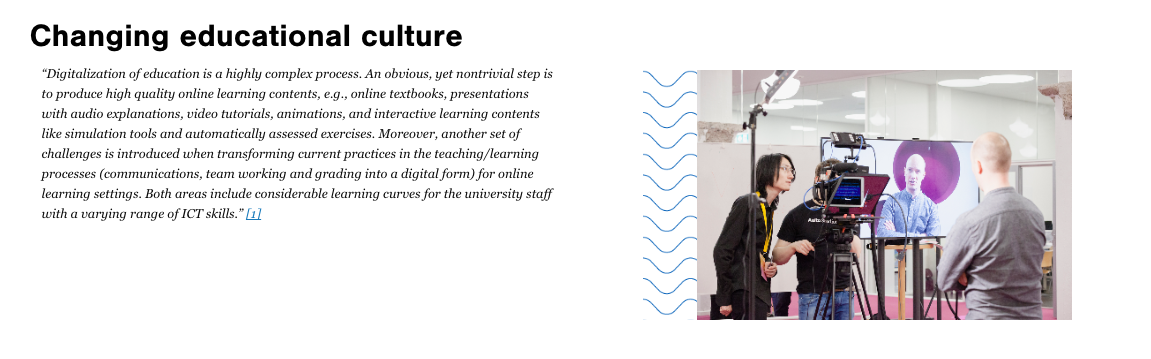 Changing educational culture
“Digitalization of education is a highly complex process. An obvious, yet nontrivial step is
to produce high quality online learning contents, e.g., online textbooks, presentations
with audio explanations, video tutorials, animations, and interactive learning contents
like simulation tools and automatically assessed exercises. Moreover, another set of
challenges is introduced when transforming current practices in the teaching/learning
processes (communications, team working and grading into a digital form) for online
learning settings. Both areas include considerable learning curves for the university staff
with a varying range of ICT skills.” [1]